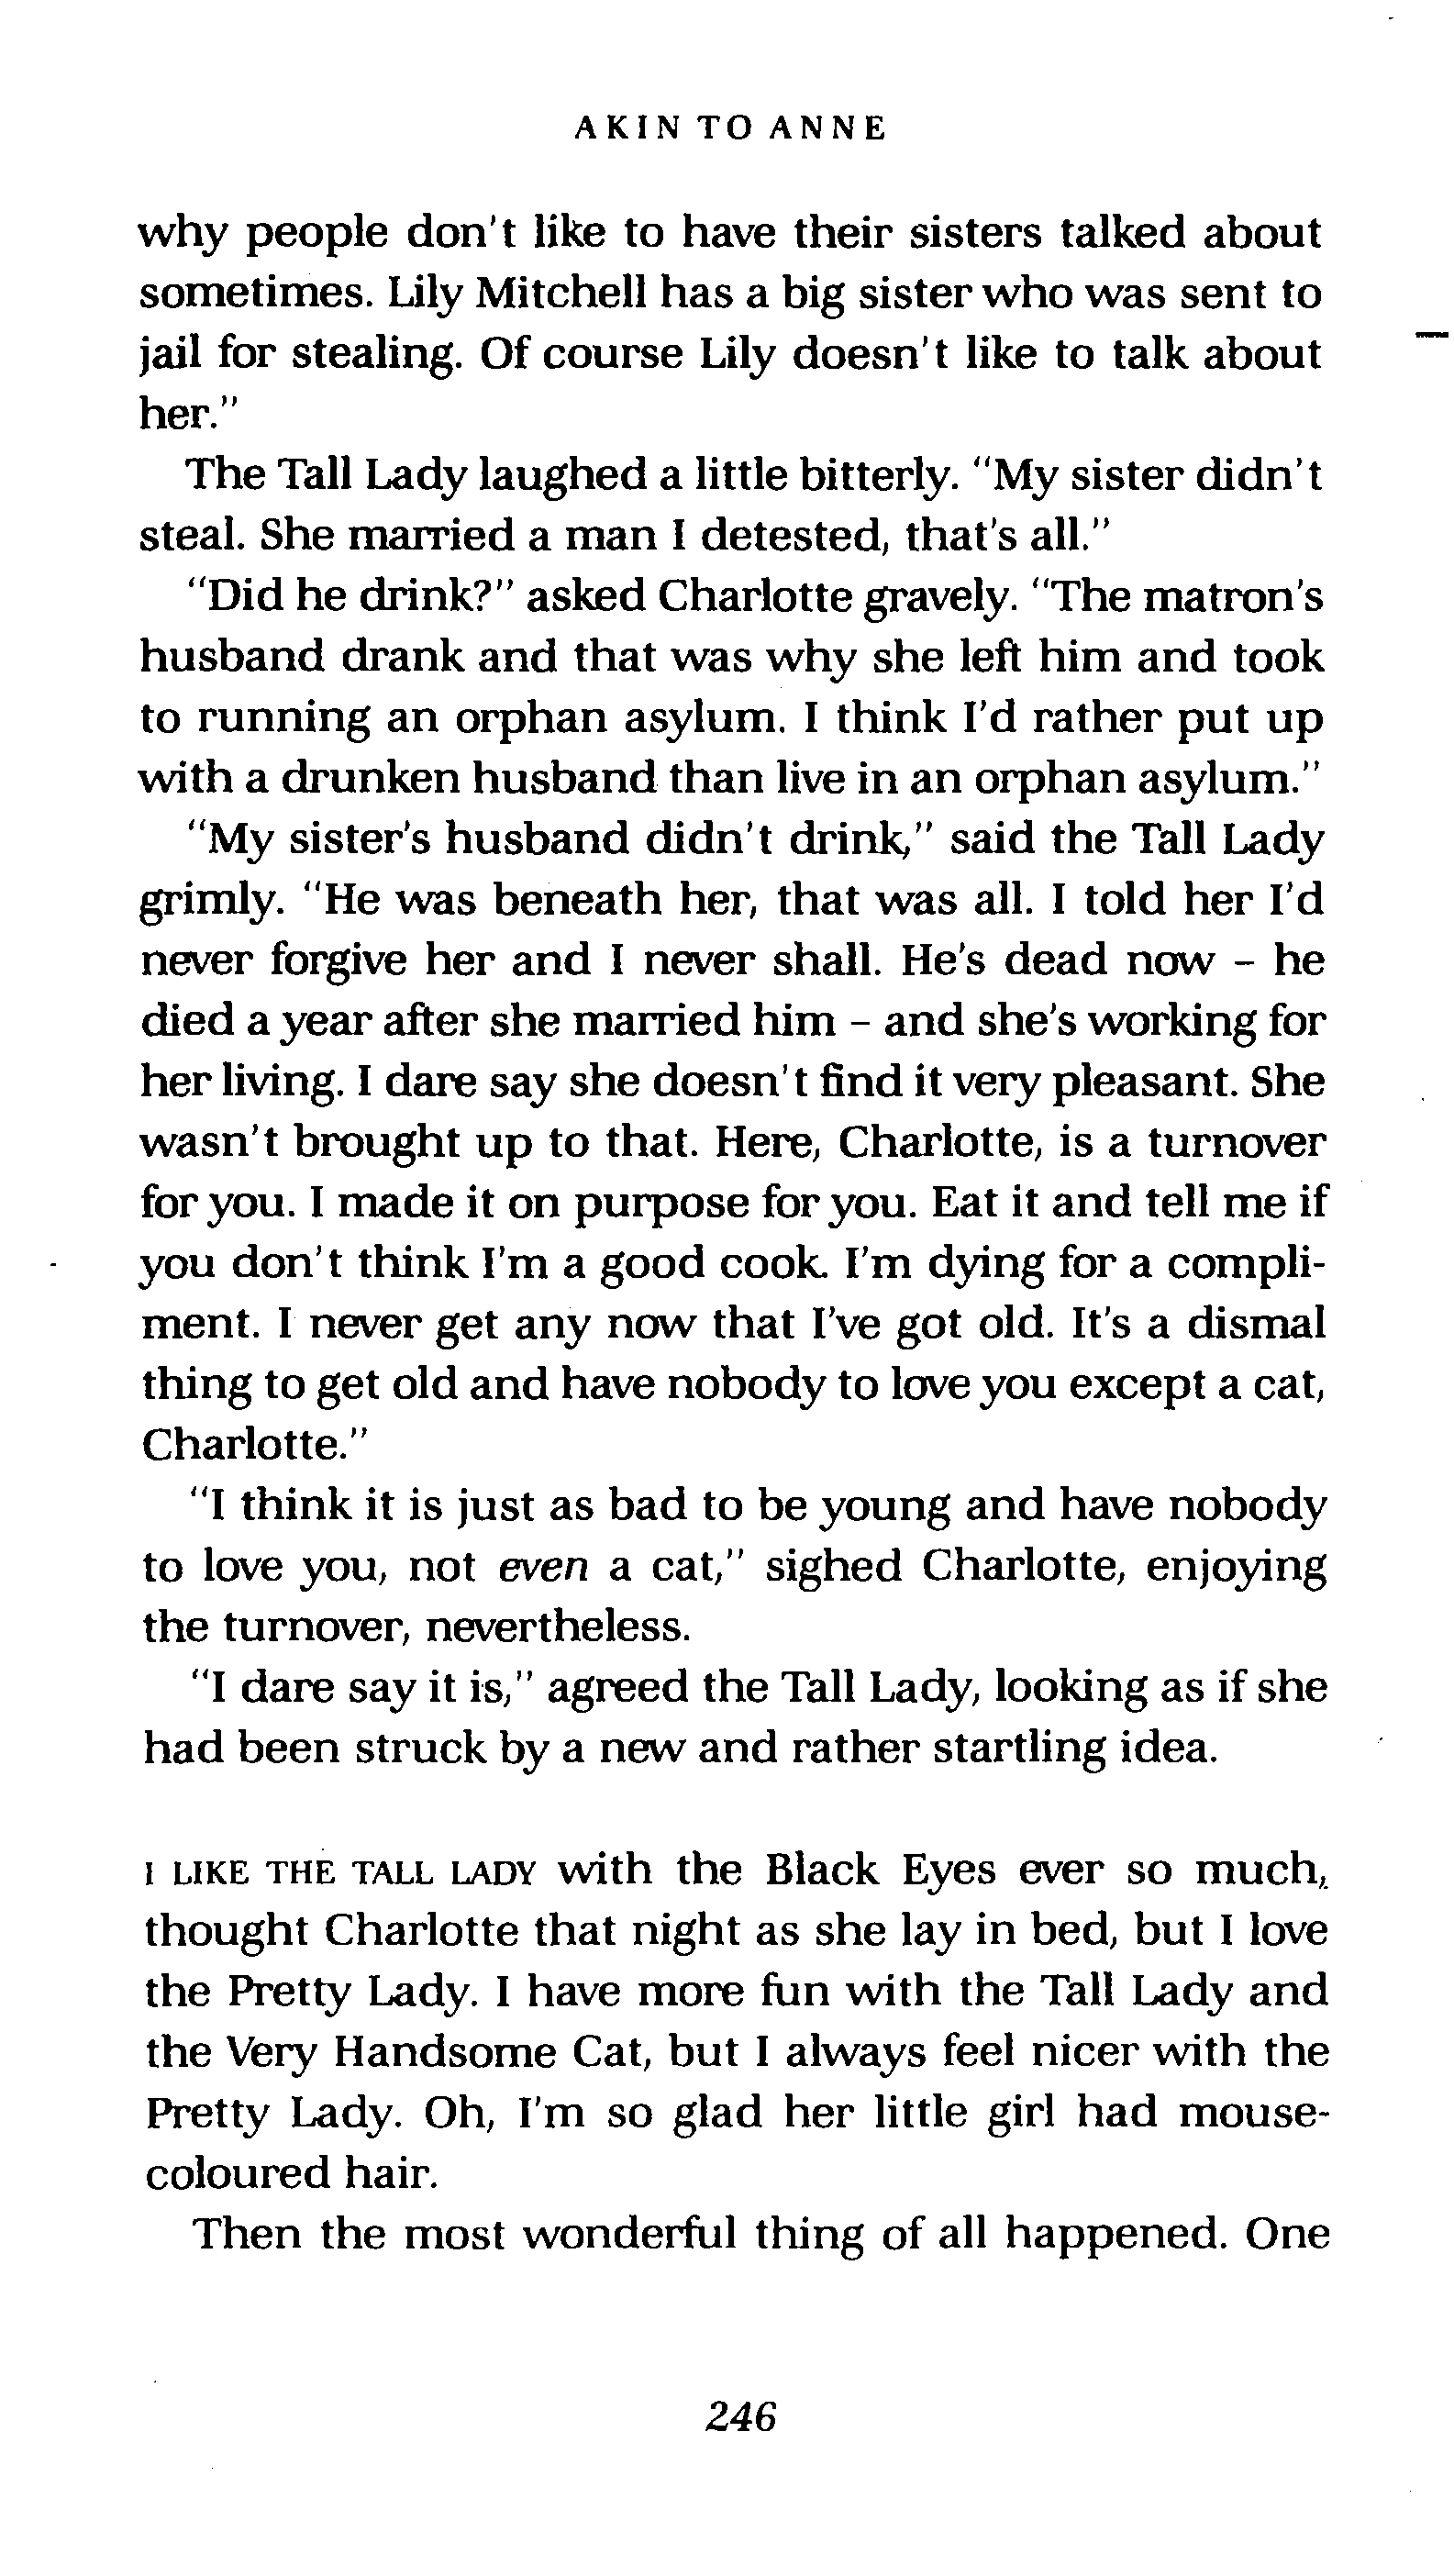 AKIN TO ANNE
why people don't like to have their sisters talked about
sometimes. Lily Mitchell has a big sister who was sent to
jail for stealing. Of course Lily doesn't like to talk about
her."
The Tall Lady laughed a little bitterly. "My sister didn't
steal. She married a man I detested, that's all."
"Did he drink?" asked Charlotte gravely. "The matron's
husband drank and that was why she left him and took
to running an orphan asylum. I think I'd rather put up
with a drunken husband than live in an orphan asylum."
"My sister's husband didn't drink," said the Tall Lady
grimly. "He was beneath her, that was all. I told her I'd
never forgive her and I never shall. He's dead now – he
died a year after she married him – and she's working for
her living. I dare say she doesn't find it very pleasant. She
wasn't brought up to that. Here, Charlotte, is a turnover
for you. I made it on purpose for you. Eat it and tell me if
you don't think I'm a good cook. I'm dying for a compli-
ment. I never get any now that I've got old. It's a dismal
thing to get old and have nobody to love you except a cat,
Charlotte."
"I think it is just as bad to be young and have nobody
to love you, not even a cat," sighed Charlotte, enjoying
the turnover, nevertheless.
"I dare say it is," agreed the Tall Lady, looking as if she
had been struck by a new and rather startling idea.
I LIKE THE TALL LADY with the Black Eyes ever so much,
thought Charlotte that night as she lay in bed, but I love
the Pretty Lady. I have more fun with the Tall Lady and
the Very Handsome Cat, but I always feel nicer with the
Pretty Lady. Oh, I'm so glad her little girl had mouse-
coloured hair.
Then the most wonderful thing of all happened. One
246